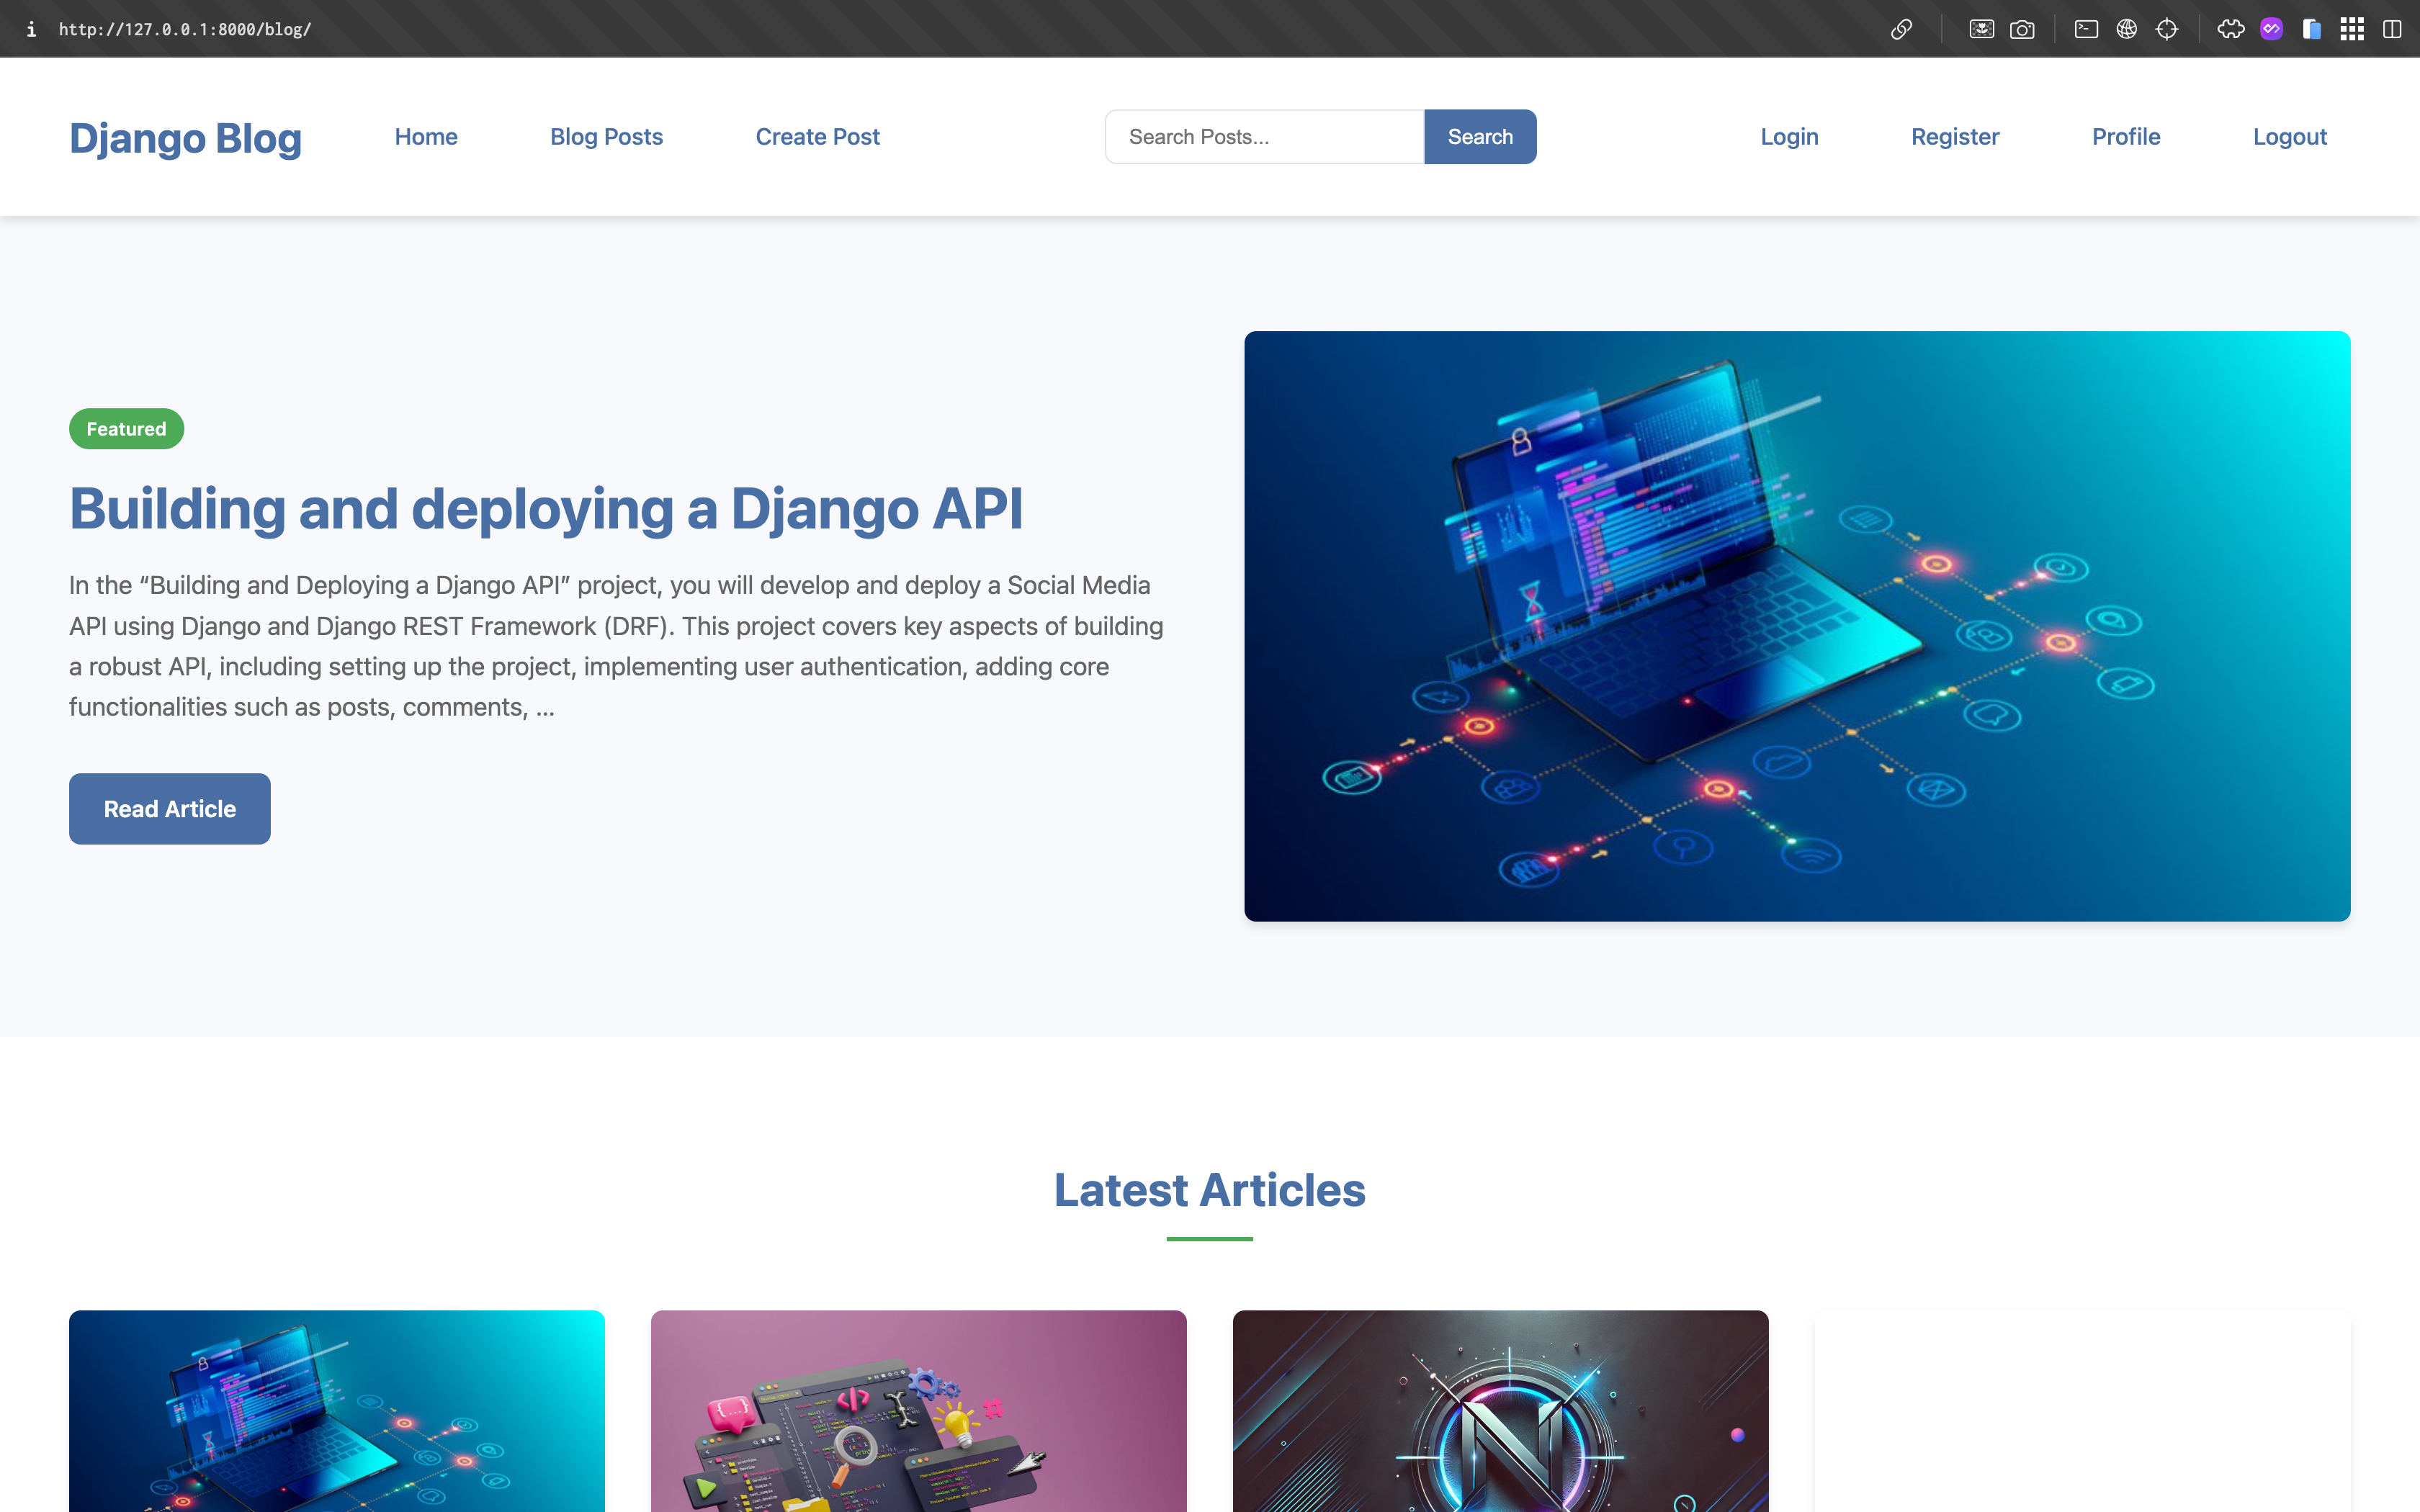 http://127.0.0.1:8000/blog/
Django Blog
Home
Blog Posts
Create Post
Search Posts...
Search
Login
Register
Profile
Logout
Featured
Building and deploying a Django API
In the “Building and Deploying a Django API” project, you will develop and deploy a Social Media
API using Django and Django REST Framework (DRF). This project covers key aspects of building
a robust API, including setting up the project, implementing user authentication, adding core
functionalities such as posts, comments, ...
Read Article
Latest Articles
N